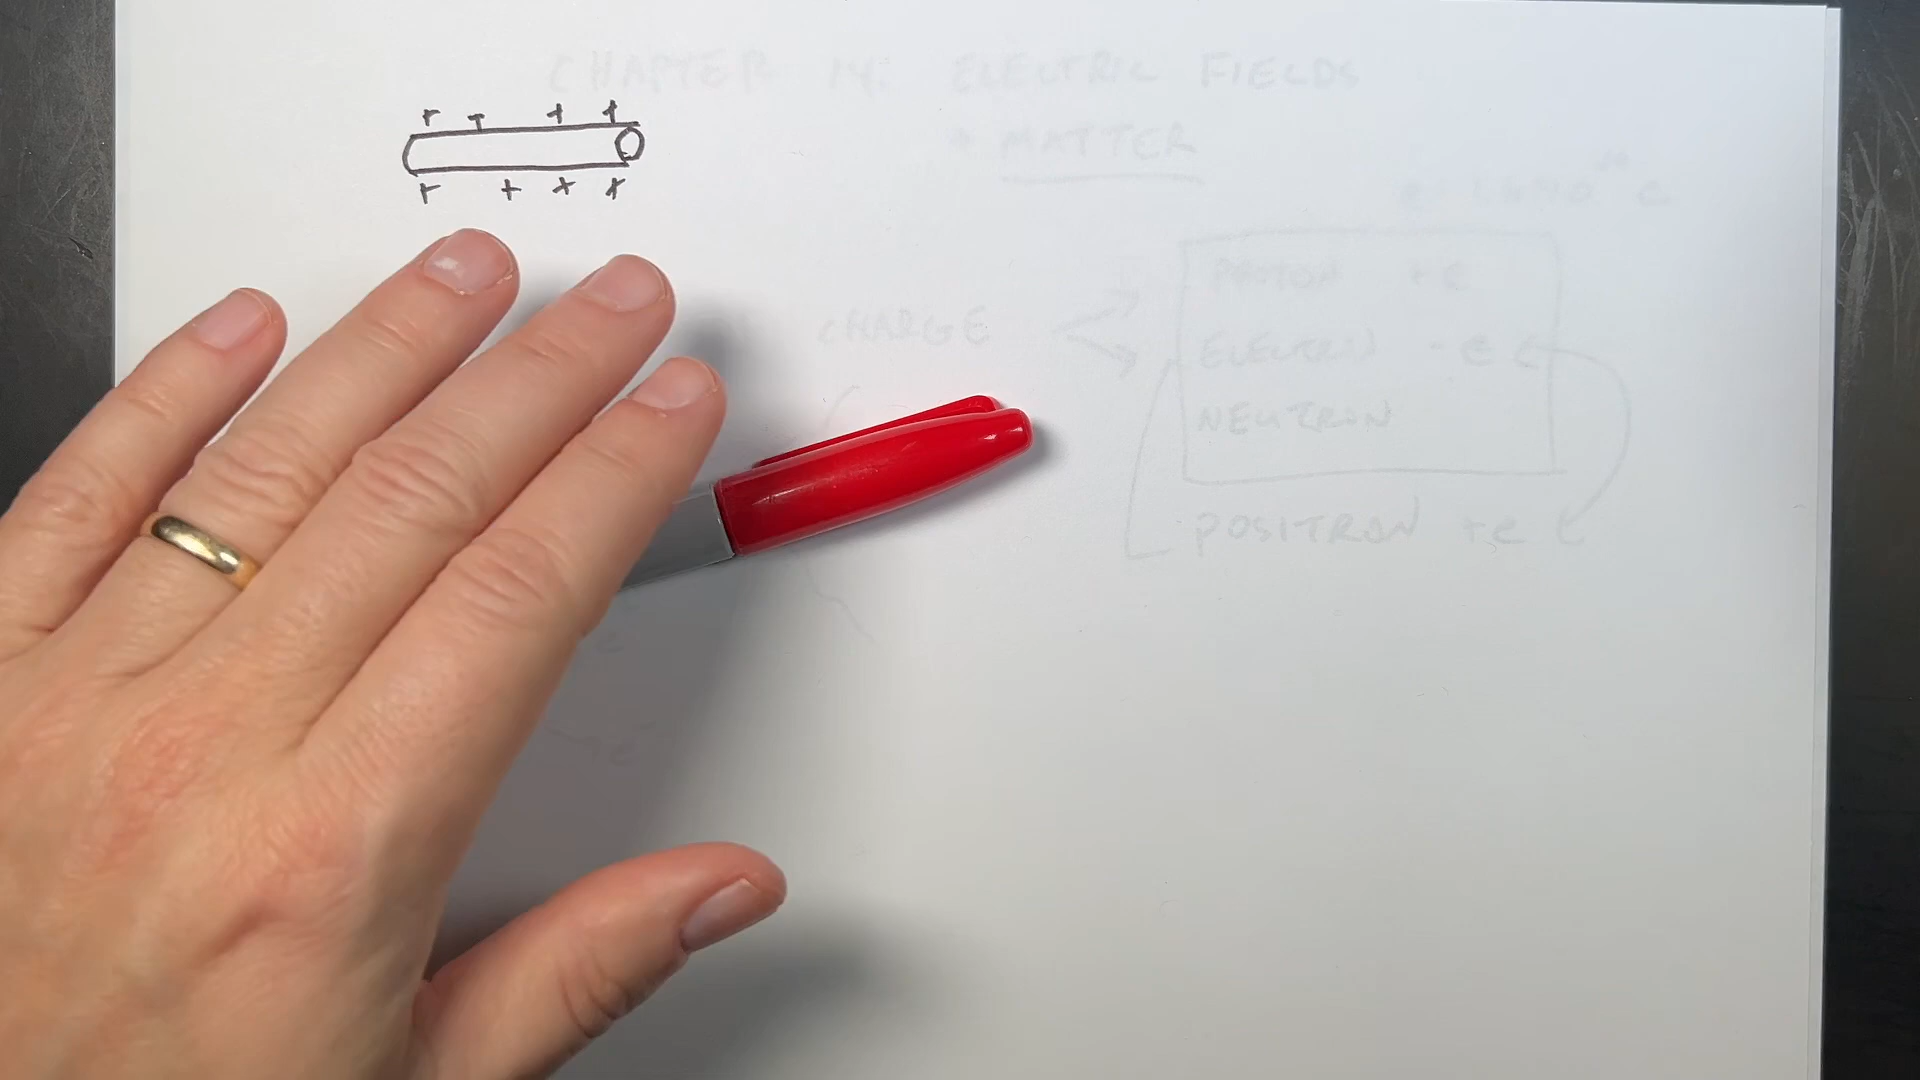 CHAPTER 14. ELECTRIC FIELDS
• MATTER
+ + + +
+ + + +
PROTON +e
CHARGE
ELECTRON -e
NEUTRON
POSITRON +e
e